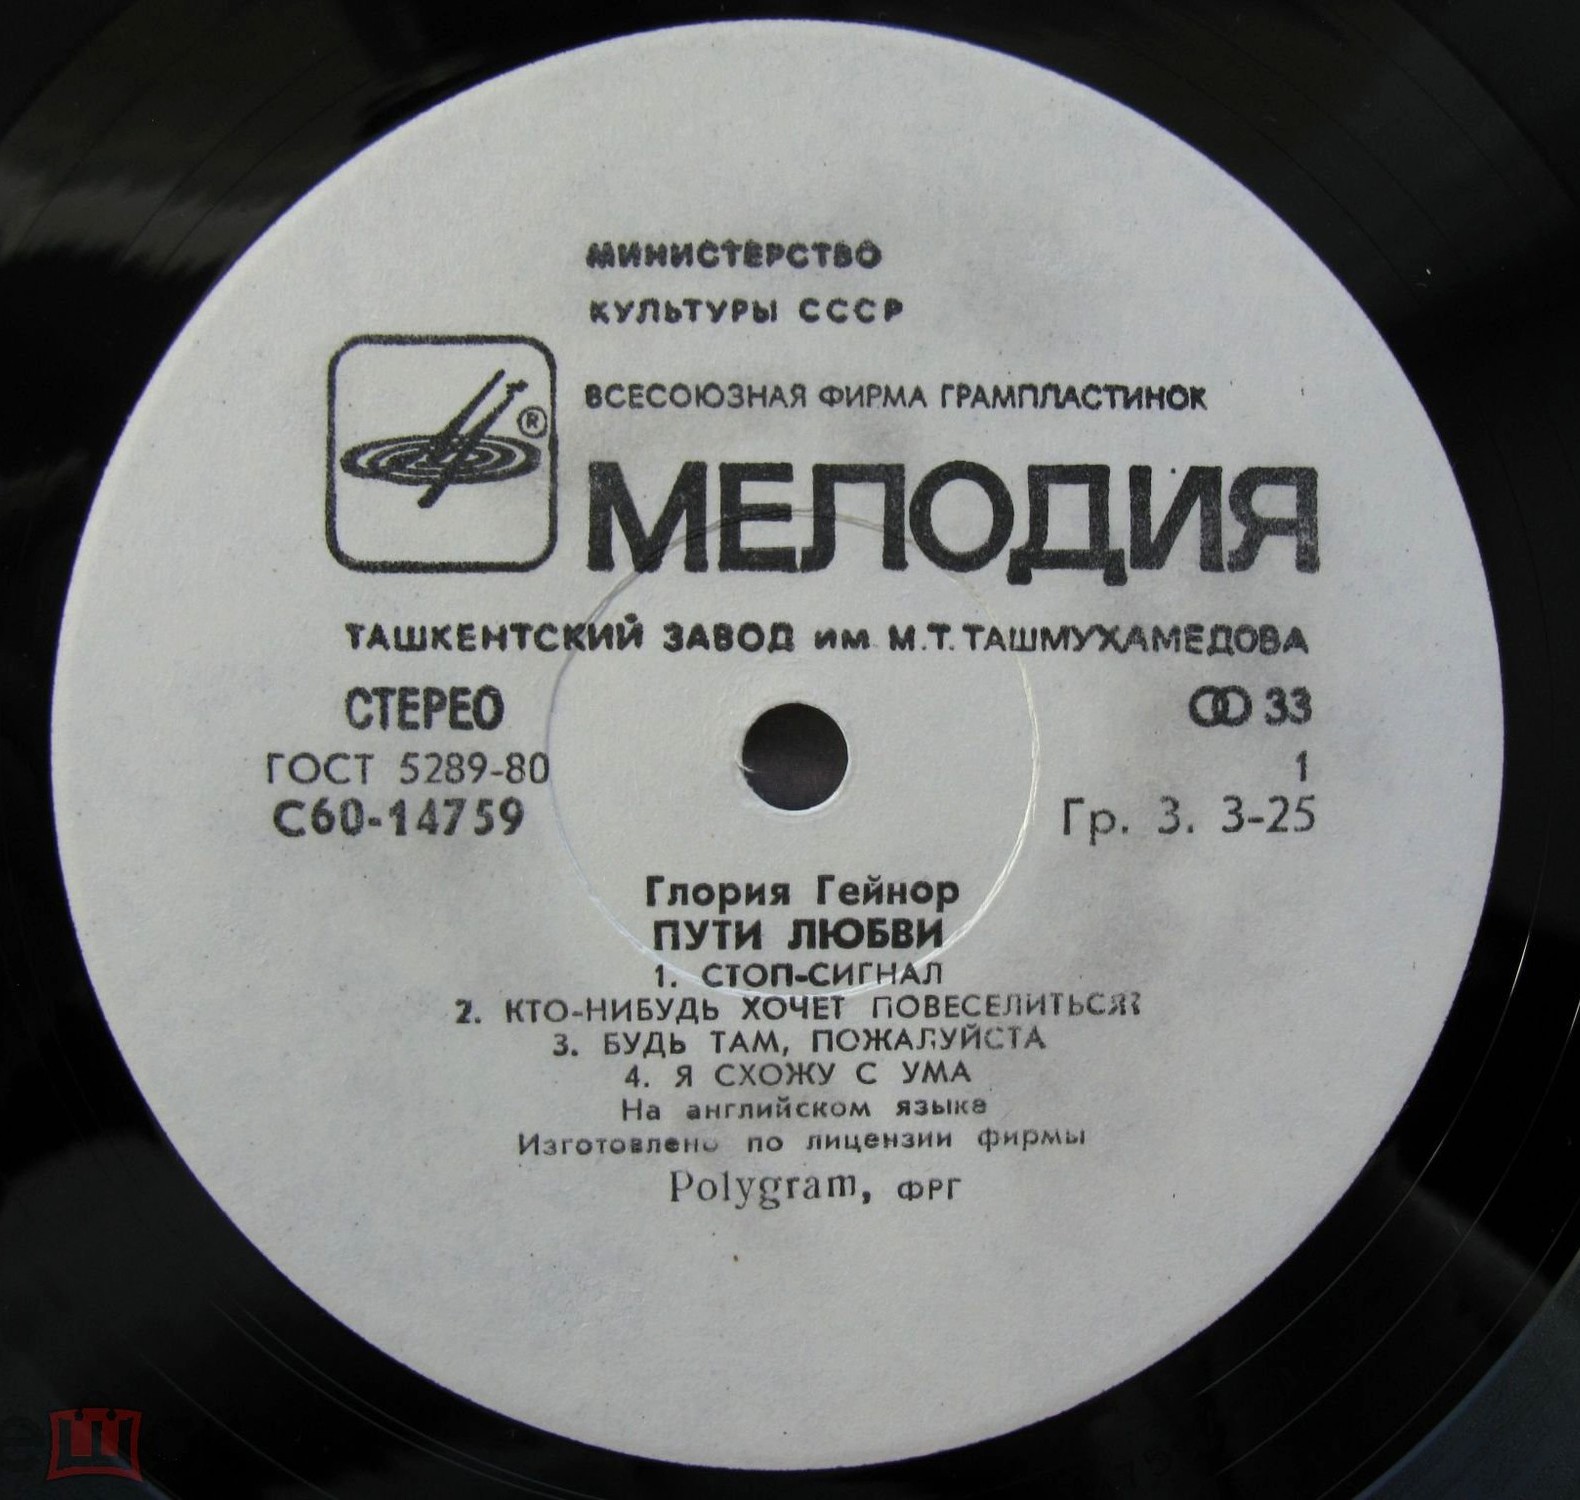 МИНИСТЕРСТВО
КУЛЬТУРЫ СССР
ВСЕСОЮЗНАЯ ФИРМА ГРАМПЛАСТИНОК
®
МЕЛОДИЯ
ТАШКЕНТСКИЙ ЗАВОД им М.Т. ТАШМУХАМЕДОВА
СТЕРЕО 33
ГОСТ 5289-80 1
С60-14759 Гр. 3. 3-25
Глория Гейнор
ПУТИ ЛЮБВИ
1. СТОП-СИГНАЛ
2. КТО-НИБУДЬ ХОЧЕТ ПОВЕСЕЛИТЬСЯ?
3. БУДЬ ТАМ, ПОЖАЛУЙСТА
4. Я СХОЖУ С УМА
На английском языке
Изготовлено по лицензии фирмы
Polygram, ФРГ